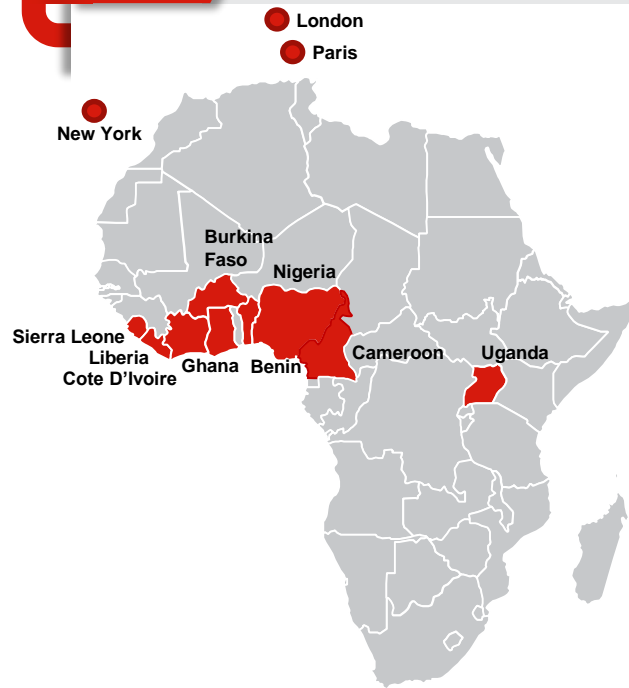 London
Paris
New York
Burkina
Faso
Nigeria
Sierra Leone
Liberia
Cote D'Ivoire
Ghana
Benin
Cameroon
Uganda